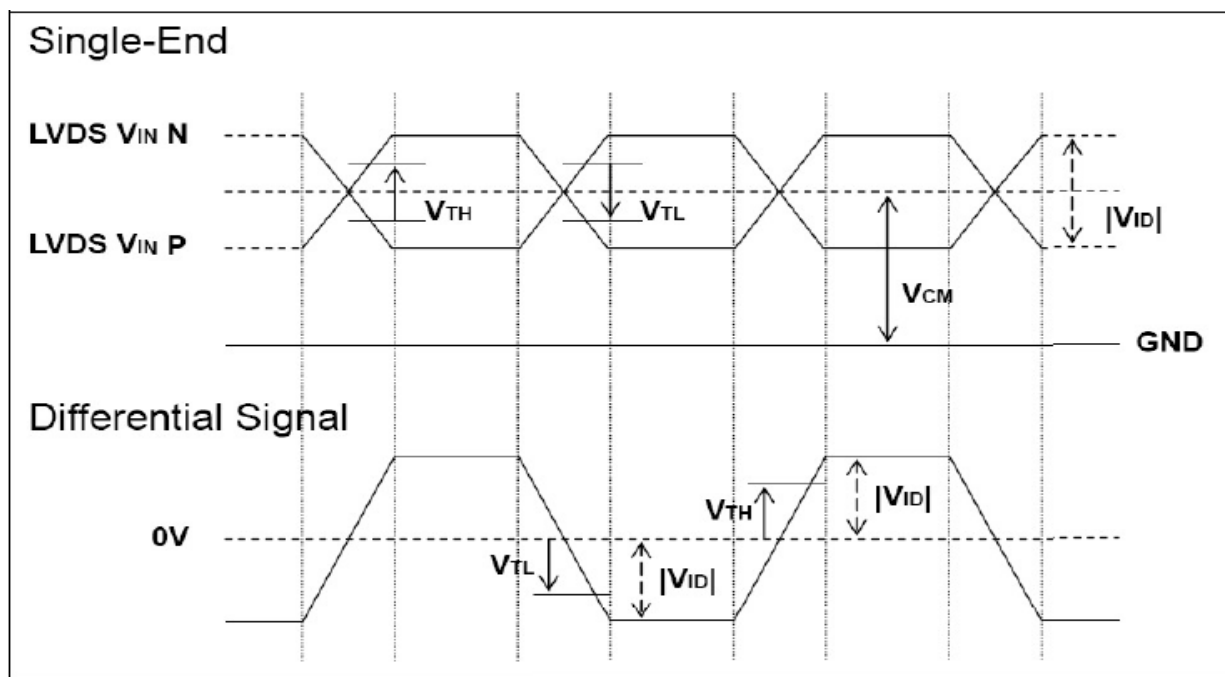 Single-End
LVDS VIN N
VTH
VTL
|VID|
LVDS VIN P
VCM
GND
Differential Signal
|VID|
VTH
0V
VTL
|VID|